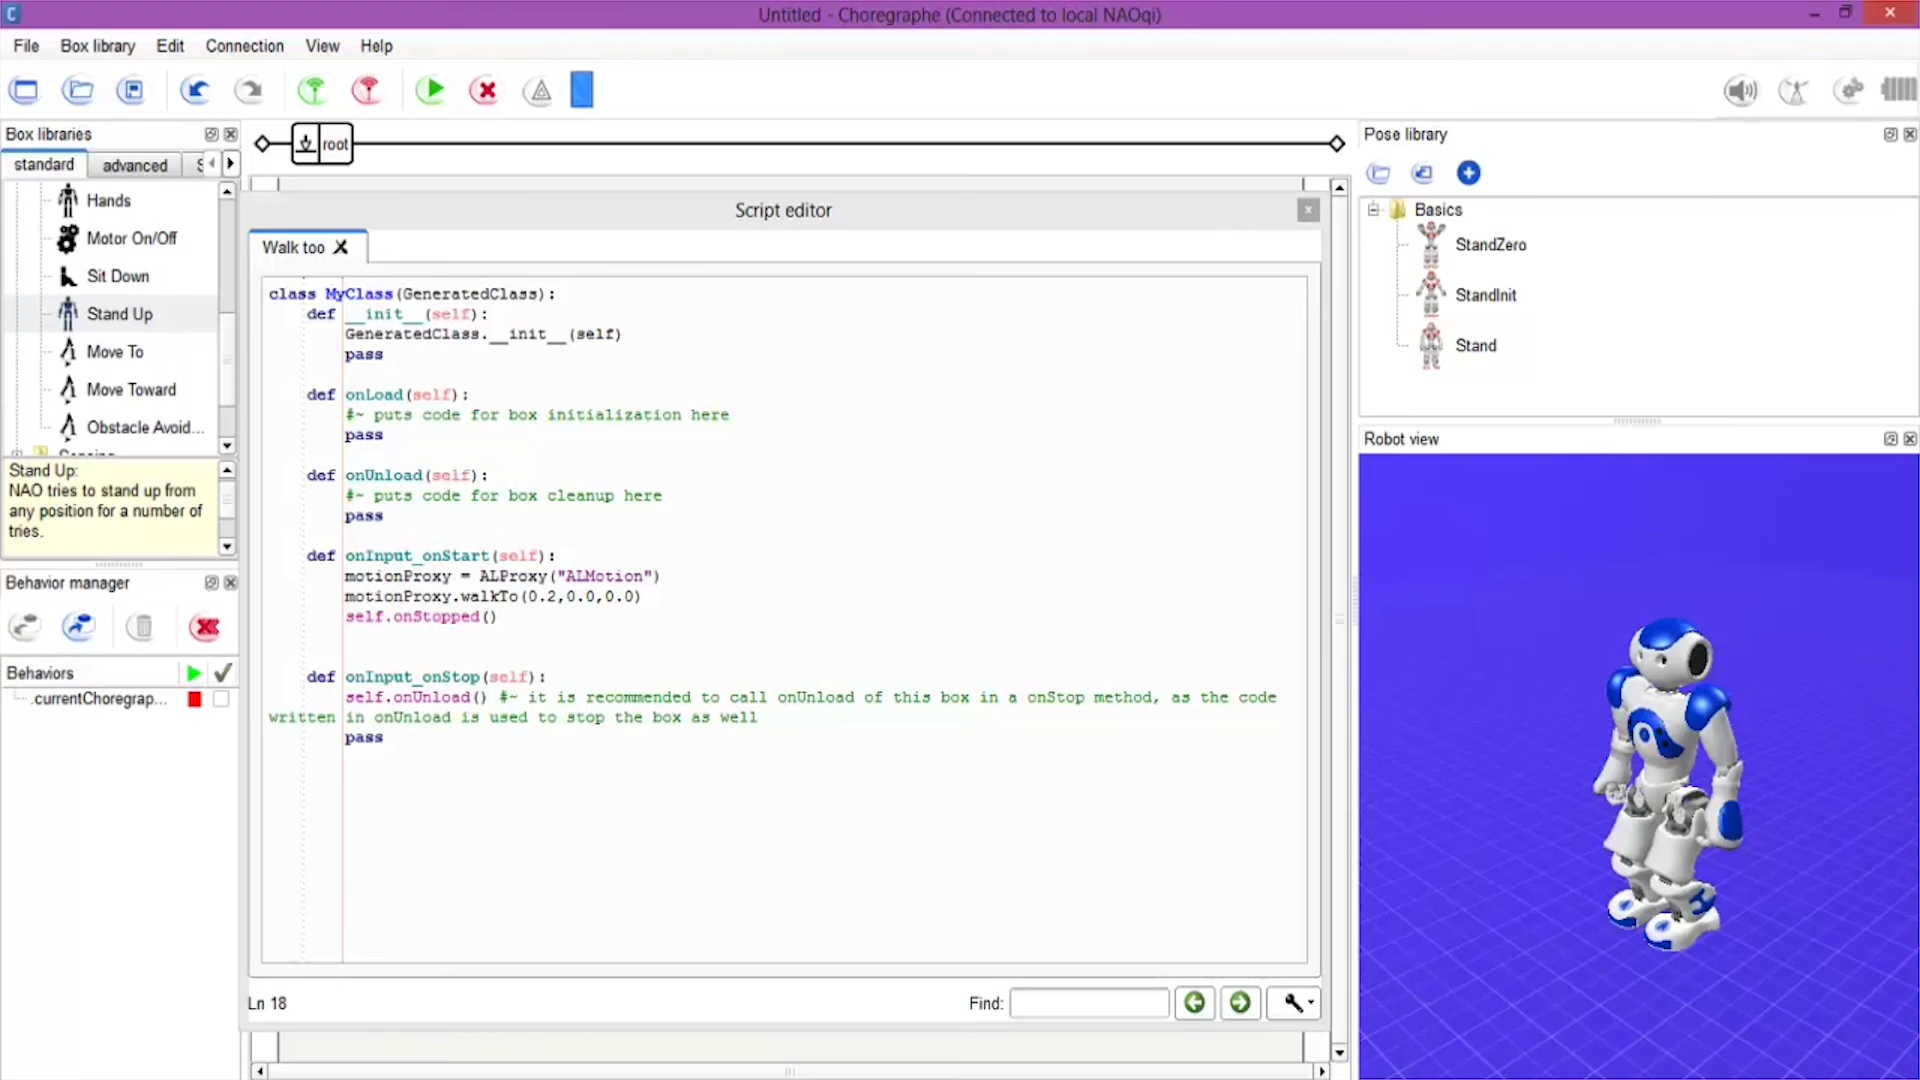 Untitled - Choregraphe (Connected to local NAOqi)
File Box library Edit Connection View Help
Box libraries
standard advanced S
Hands
Motor On/Off
Sit Down
Stand Up
Move To
Move Toward
Obstacle Avoid...
Stand Up:
NAO tries to stand up from
any position for a number of
tries.
Behavior manager
Behaviors
.currentChoregrap...
root
Script editor
Walk too
class MyClass(GeneratedClass):
def __init__(self):
GeneratedClass.__init__(self)
pass
def onLoad(self):
#~ puts code for box initialization here
pass
def onUnload(self):
#~ puts code for box cleanup here
pass
def onInput_onStart(self):
motionProxy = ALProxy("ALMotion")
motionProxy.walkTo(0.2,0.0,0.0)
self.onStopped()
def onInput_onStop(self):
self.onUnload() #~ it is recommended to call onUnload of this box in a onStop method, as the code
written in onUnload is used to stop the box as well
pass
Ln 18
Find:
Pose library
Basics
StandZero
StandInit
Stand
Robot view